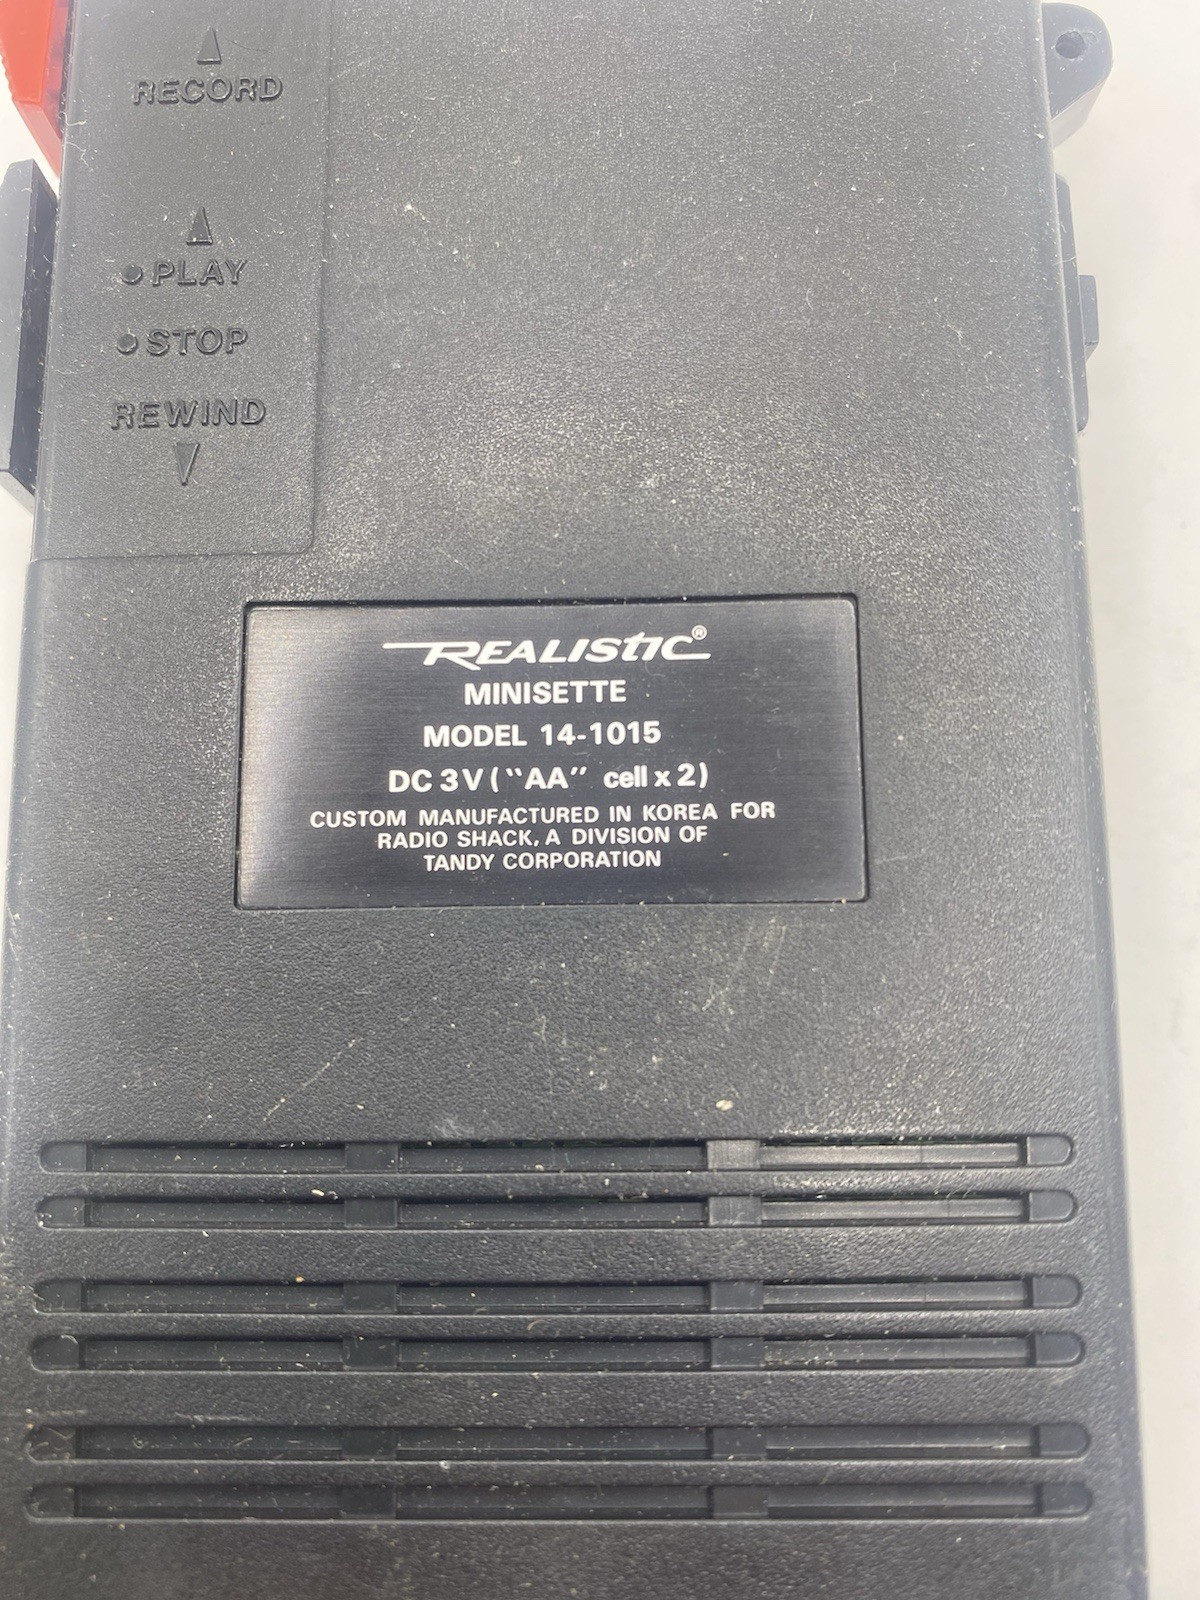 RECORD
PLAY
STOP
REWIND
REALISTIC®
MINISETTE
MODEL 14-1015
DC 3V ("AA" cell x 2)
CUSTOM MANUFACTURED IN KOREA FOR
RADIO SHACK, A DIVISION OF
TANDY CORPORATION